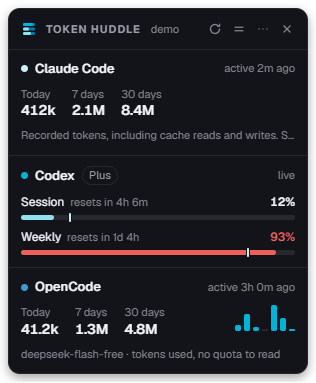 TOKEN HUDDLE demo
Claude Code active 2m ago
Today 7 days 30 days
412k 2.1M 8.4M
Recorded tokens, including cache reads and writes. S…
Codex Plus live
Session resets in 4h 6m 12%
Weekly resets in 1d 4h 93%
OpenCode active 3h 0m ago
Today 7 days 30 days
41.2k 1.3M 4.8M
deepseek-flash-free · tokens used, no quota to read